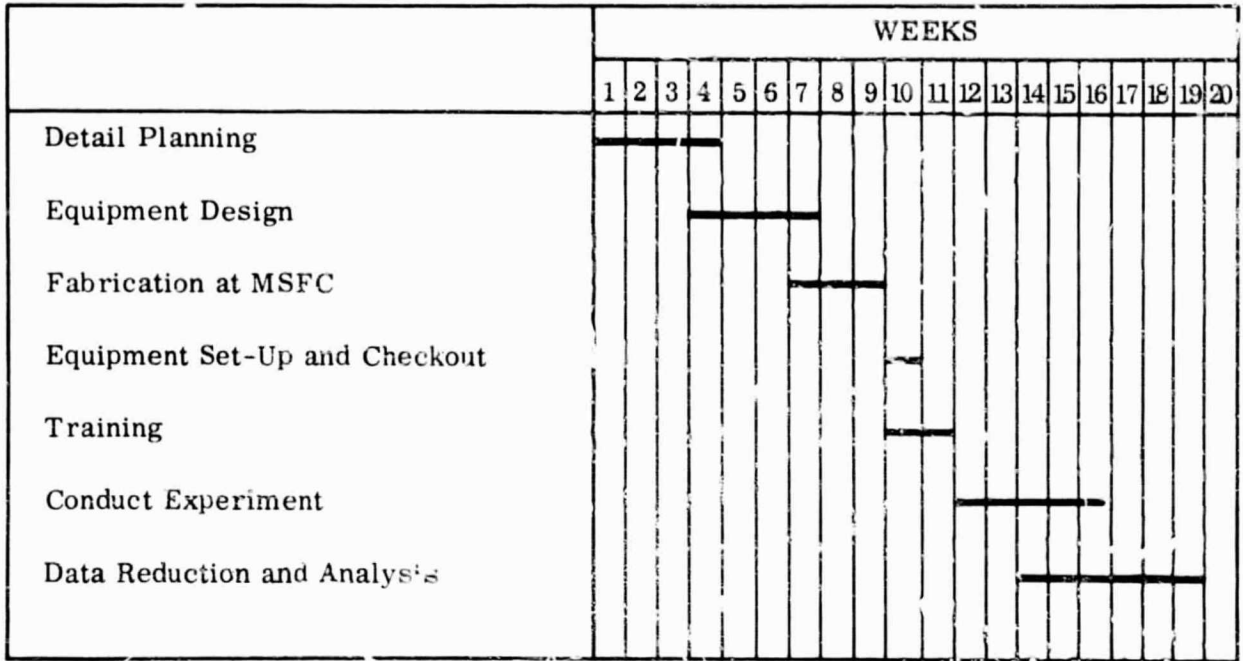 WEEKS
1 2 3 4 5 6 7 8 9 10 11 12 13 14 15 16 17 18 19 20
Detail Planning
Equipment Design
Fabrication at MSFC
Equipment Set-Up and Checkout
Training
Conduct Experiment
Data Reduction and Analysis